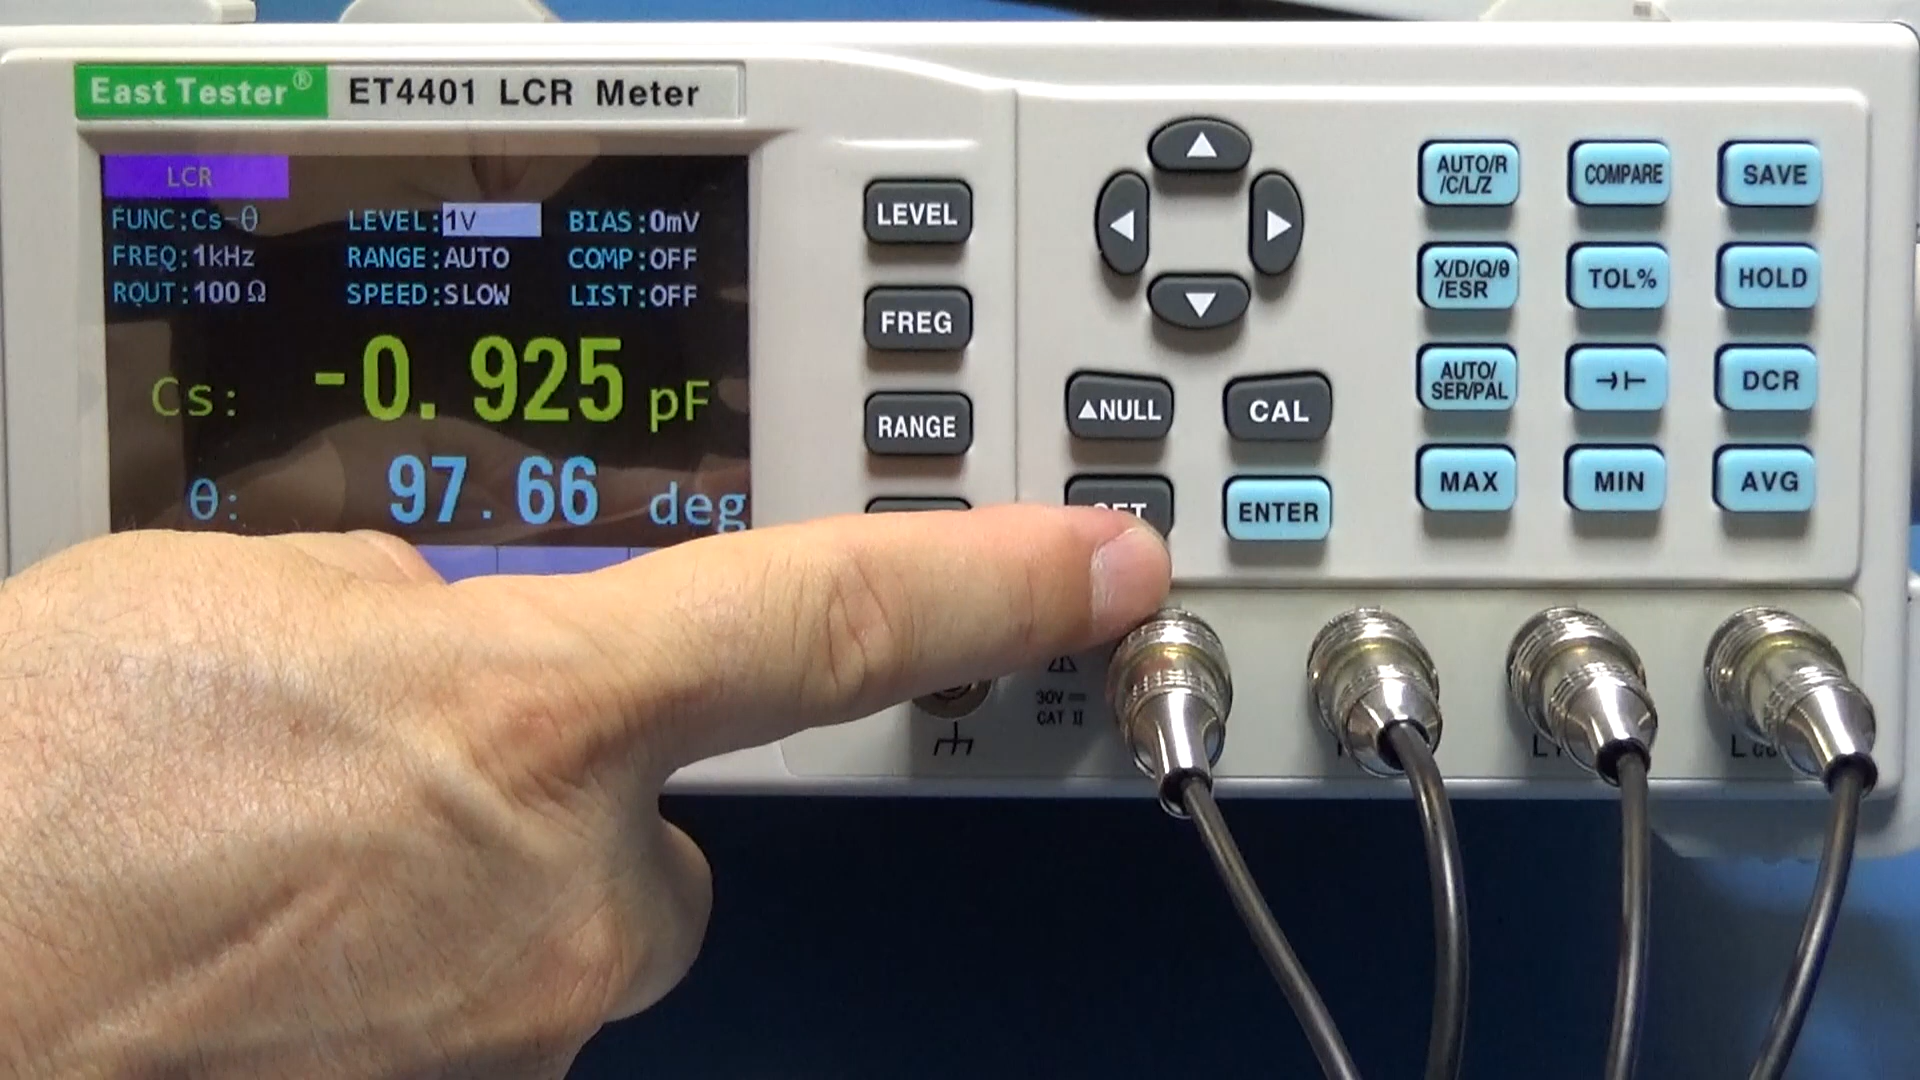 East Tester® ET4401 LCR Meter
LCR
FUNC:Cs-θ LEVEL:1V BIAS:0mV
FREQ:1kHz RANGE:AUTO COMP:OFF
ROUT:100 Ω SPEED:SLOW LIST:OFF
Cs: -0.925 pF
θ: 97.66 deg
LEVEL
FREG
RANGE
▲NULL
CAL
ENTER
AUTO/R
/C/L/Z
COMPARE
SAVE
X/D/Q/θ
/ESR
TOL%
HOLD
AUTO/
SER/PAL
DCR
MAX
MIN
AVG
30V
CAT II